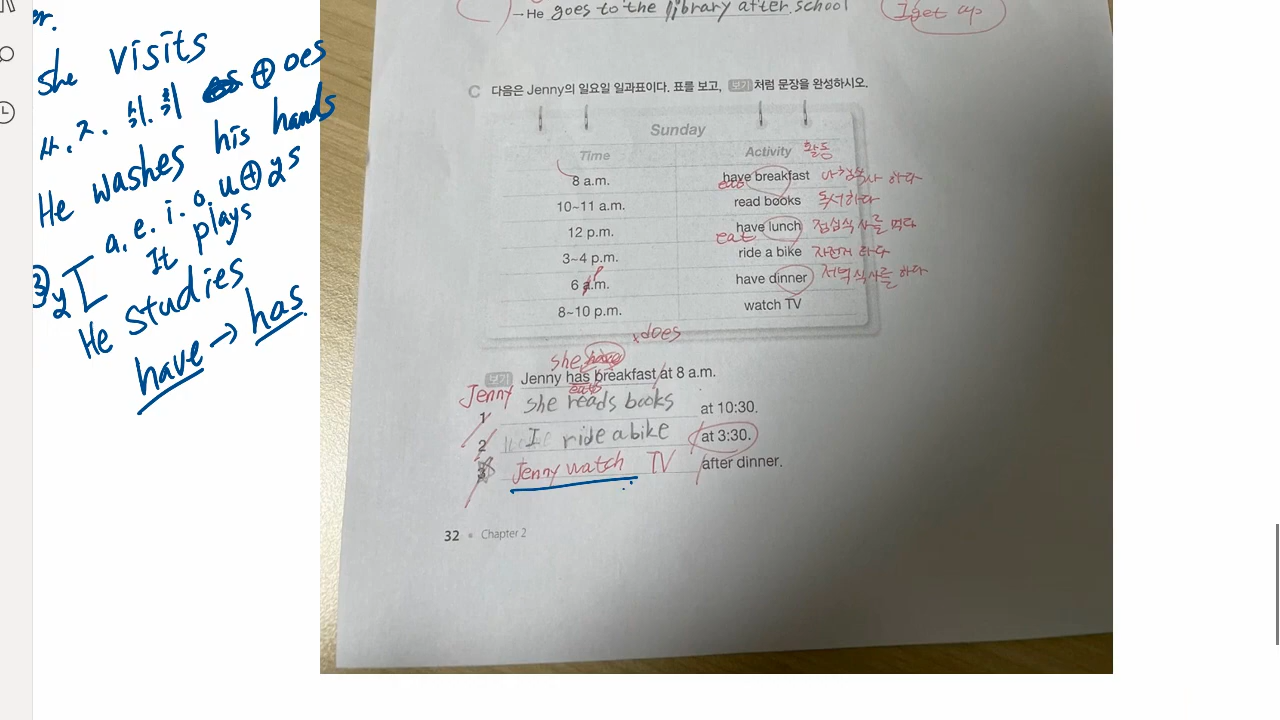 er.
she visits
ㅆ. ㅈ. 쉬. 취 es ⊕ oes
He washes his hands
a. e. i. o. u ⊕ y s
It plays
③ y
He studies
have → has.
→ He goes to the library after school
I get up
C 다음은 Jenny의 일요일 일과표이다. 표를 보고, 보기 처럼 문장을 완성하시오.
Sunday
Time Activity 활동
8 a.m. have breakfast 아침식사 하다
eat
10~11 a.m. read books 독서하다
12 p.m. have lunch 점심식사를 먹다
eat
3~4 p.m. ride a bike 자전거 타다
p
6 a.m. have dinner 저녁식사를 하다
8~10 p.m. watch TV
does
she have
보기 Jenny has breakfast at 8 a.m.
eats
Jenny
1 she reads books at 10:30.
2 I ride a bike at 3:30.
3 Jenny watch TV after dinner.
32 • Chapter 2